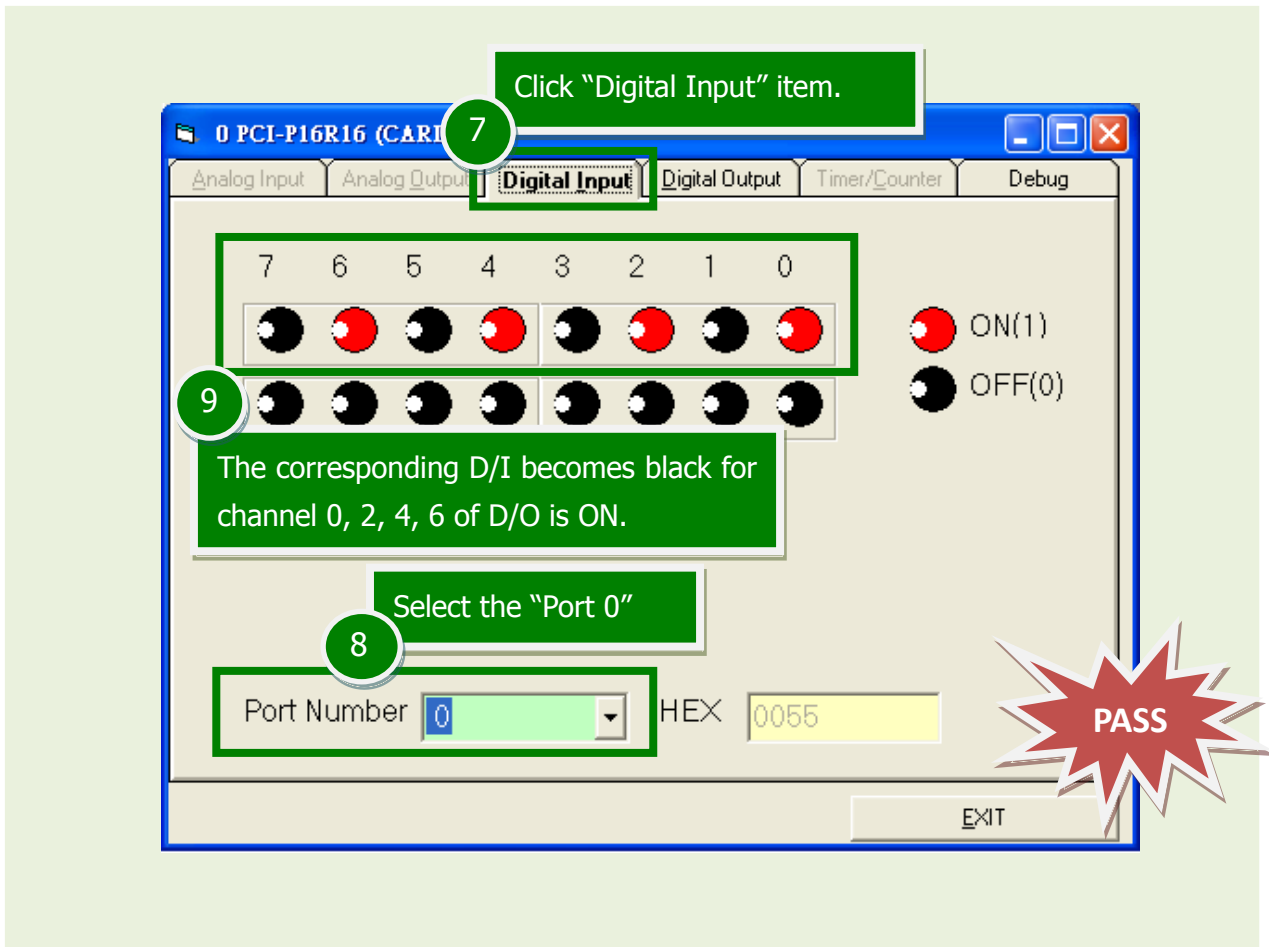 Click “Digital Input” item.
7
0 PCI-P16R16 (CARD
Analog Input Analog Output Digital Input Digital Output Timer/Counter Debug
7 6 5 4 3 2 1 0
ON(1)
OFF(0)
9
The corresponding D/I becomes black for
channel 0, 2, 4, 6 of D/O is ON.
Select the “Port 0”
8
Port Number 0 HEX 0055
PASS
EXIT